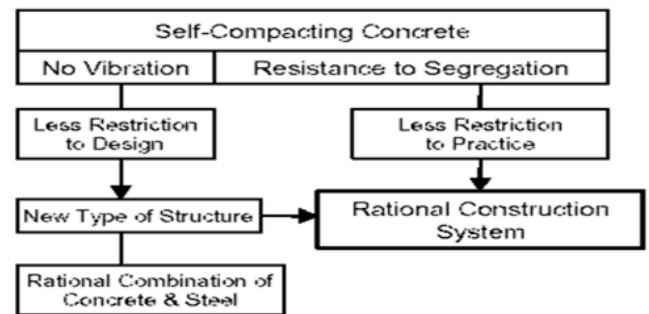 Self-Compacting Concrete
No Vibration
Resistance to Segregation
Less Restriction
to Design
Less Restriction
to Practice
New Type of Structure
Rational Construction
System
Rational Combination of
Concrete & Steel